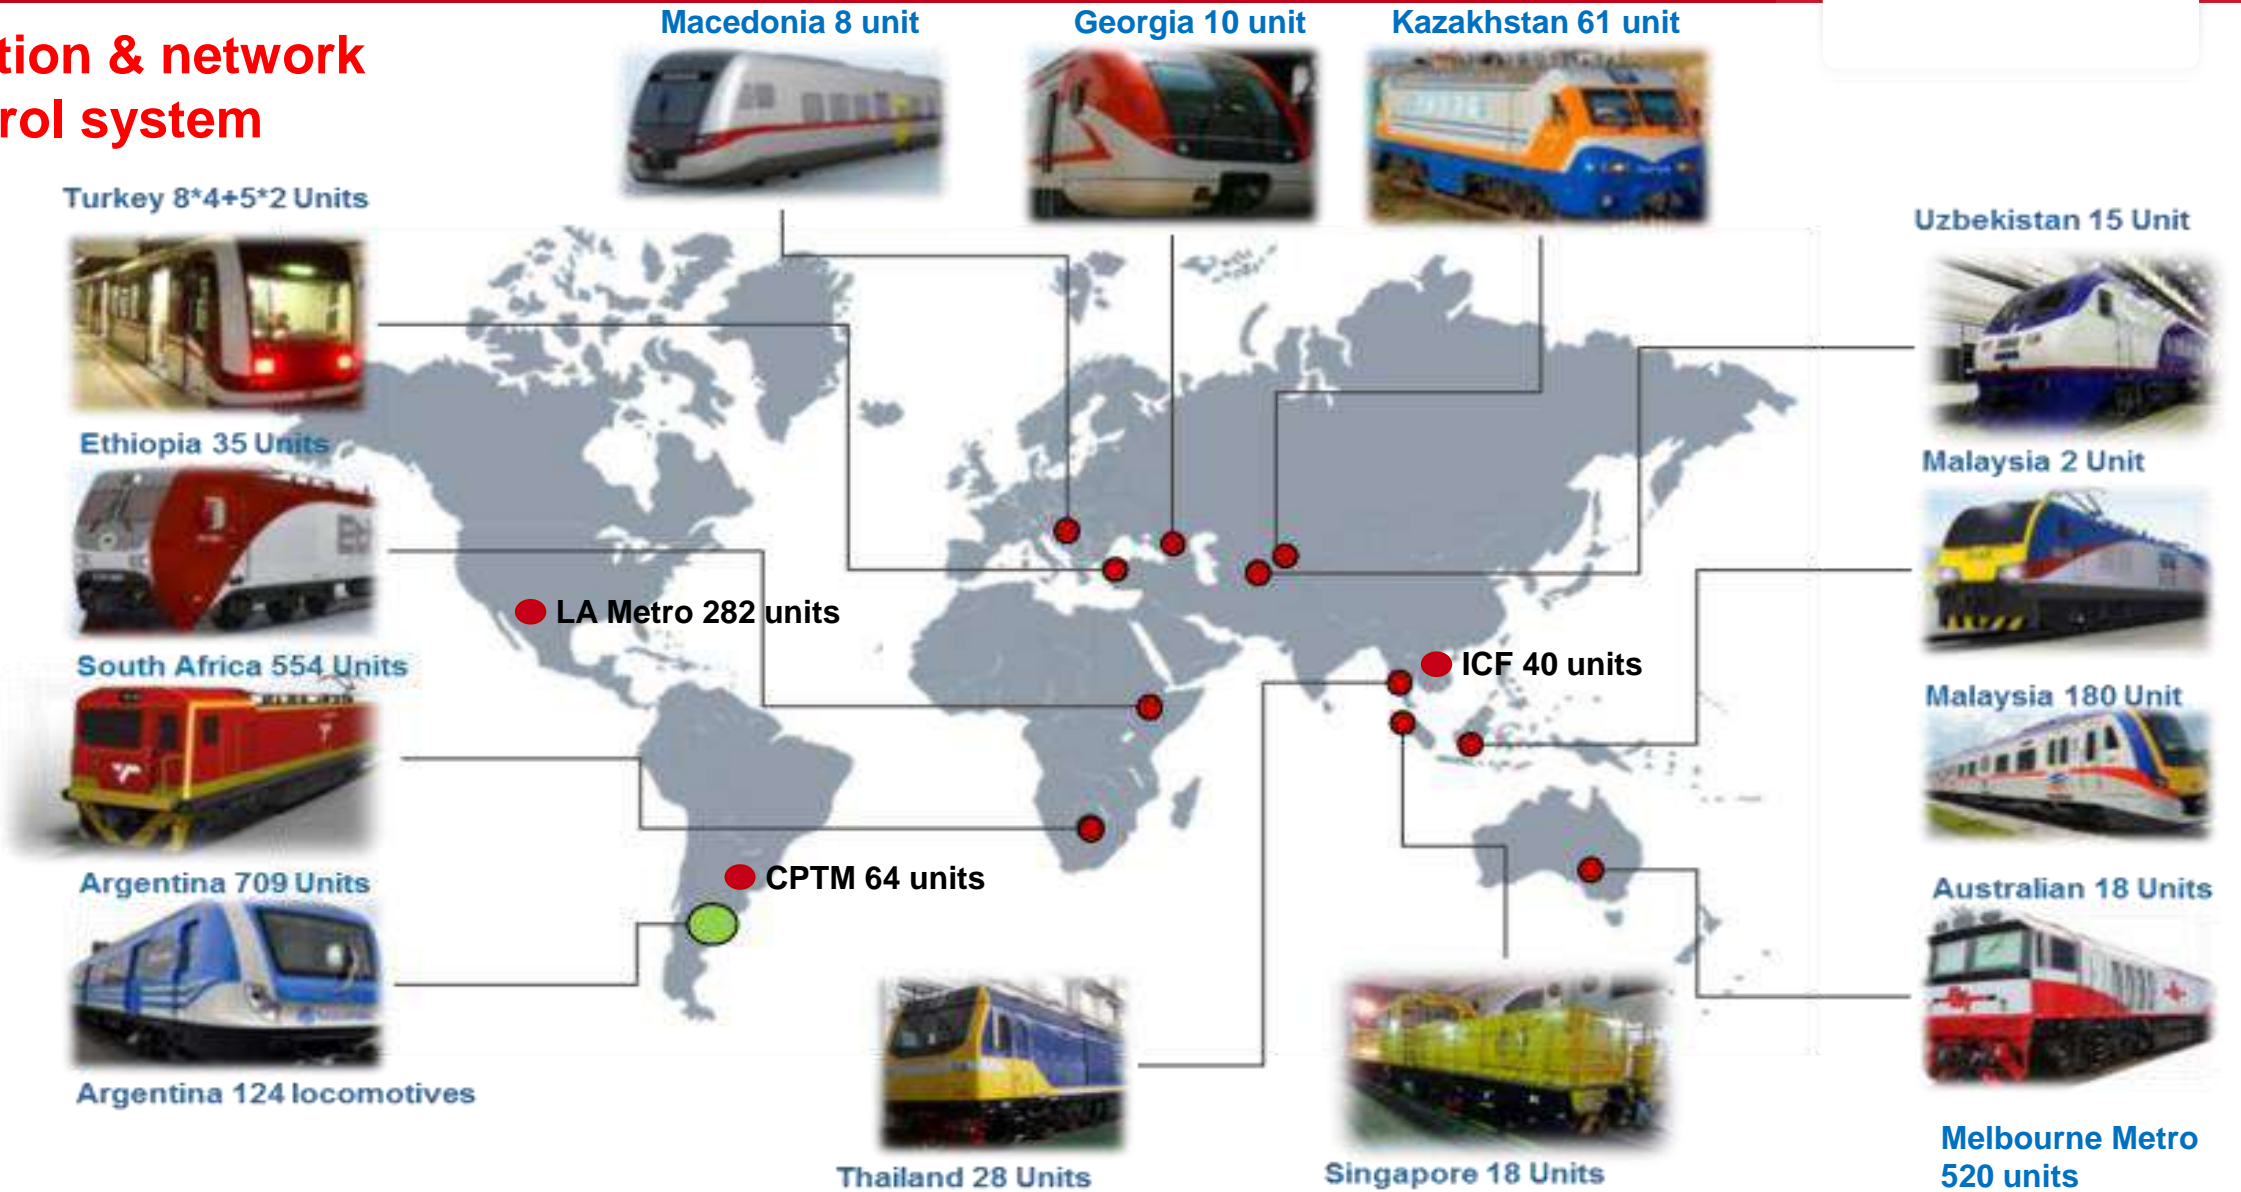 Macedonia 8 unit
Georgia 10 unit
Kazakhstan 61 unit
tion & network
rol system
Turkey 8*4+5*2 Units
Uzbekistan 15 Unit
Ethiopia 35 Units
Malaysia 2 Unit
LA Metro 282 units
ICF 40 units
South Africa 554 Units
Malaysia 180 Unit
CPTM 64 units
Argentina 709 Units
Australian 18 Units
Argentina 124 locomotives
Thailand 28 Units
Singapore 18 Units
Melbourne Metro
520 units